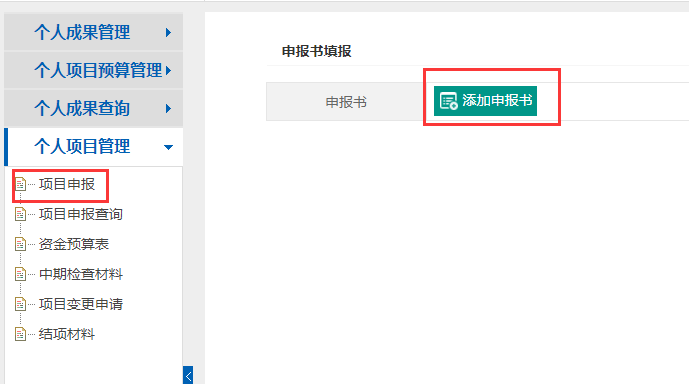 个人成果管理
个人项目预算管理
个人成果查询
个人项目管理
项目申报
项目申报查询
资金预算表
中期检查材料
项目变更申请
结项材料
申报书填报
申报书
添加申报书